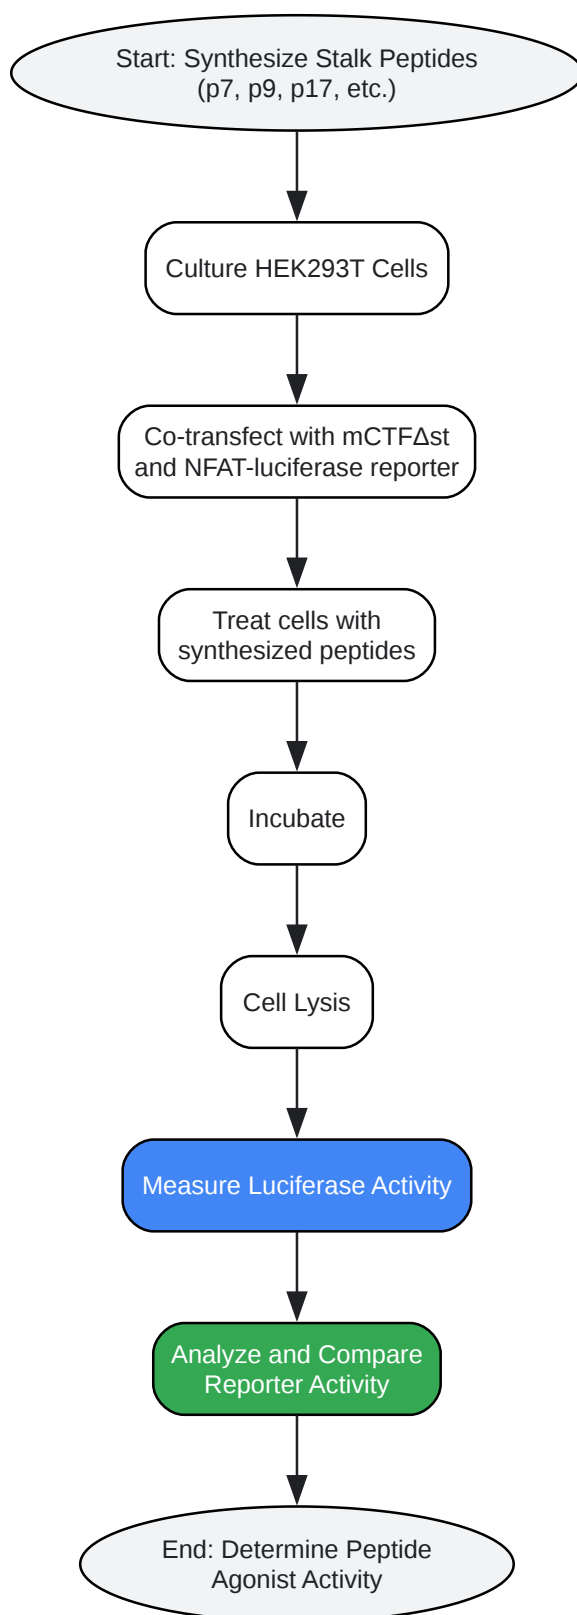 Start: Synthesize Stalk Peptides
(p7, p9, p17, etc.)
Culture HEK293T Cells
Co-transfect with mCTFΔst
and NFAT-luciferase reporter
Treat cells with
synthesized peptides
Incubate
Cell Lysis
Measure Luciferase Activity
Analyze and Compare
Reporter Activity
End: Determine Peptide
Agonist Activity